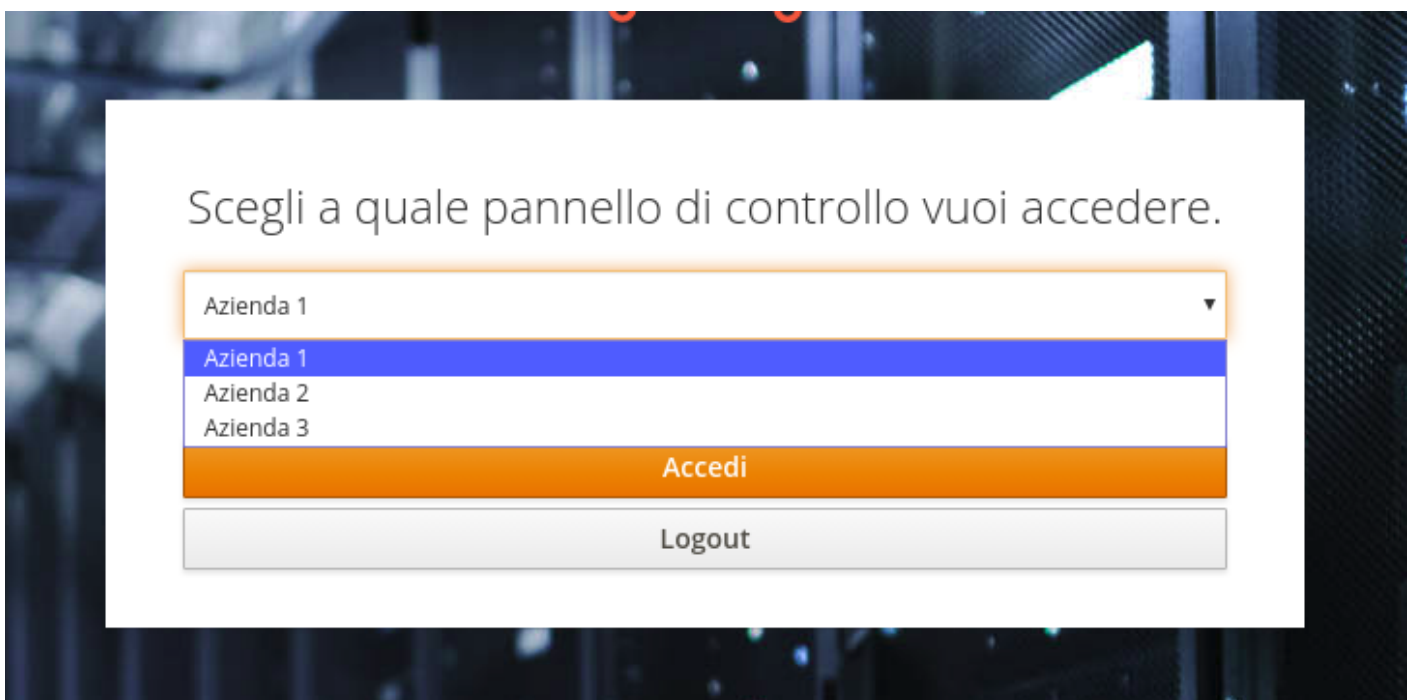 Scegli a quale pannello di controllo vuoi accedere.
Azienda 1
Azienda 1
Azienda 2
Azienda 3
Accedi
Logout